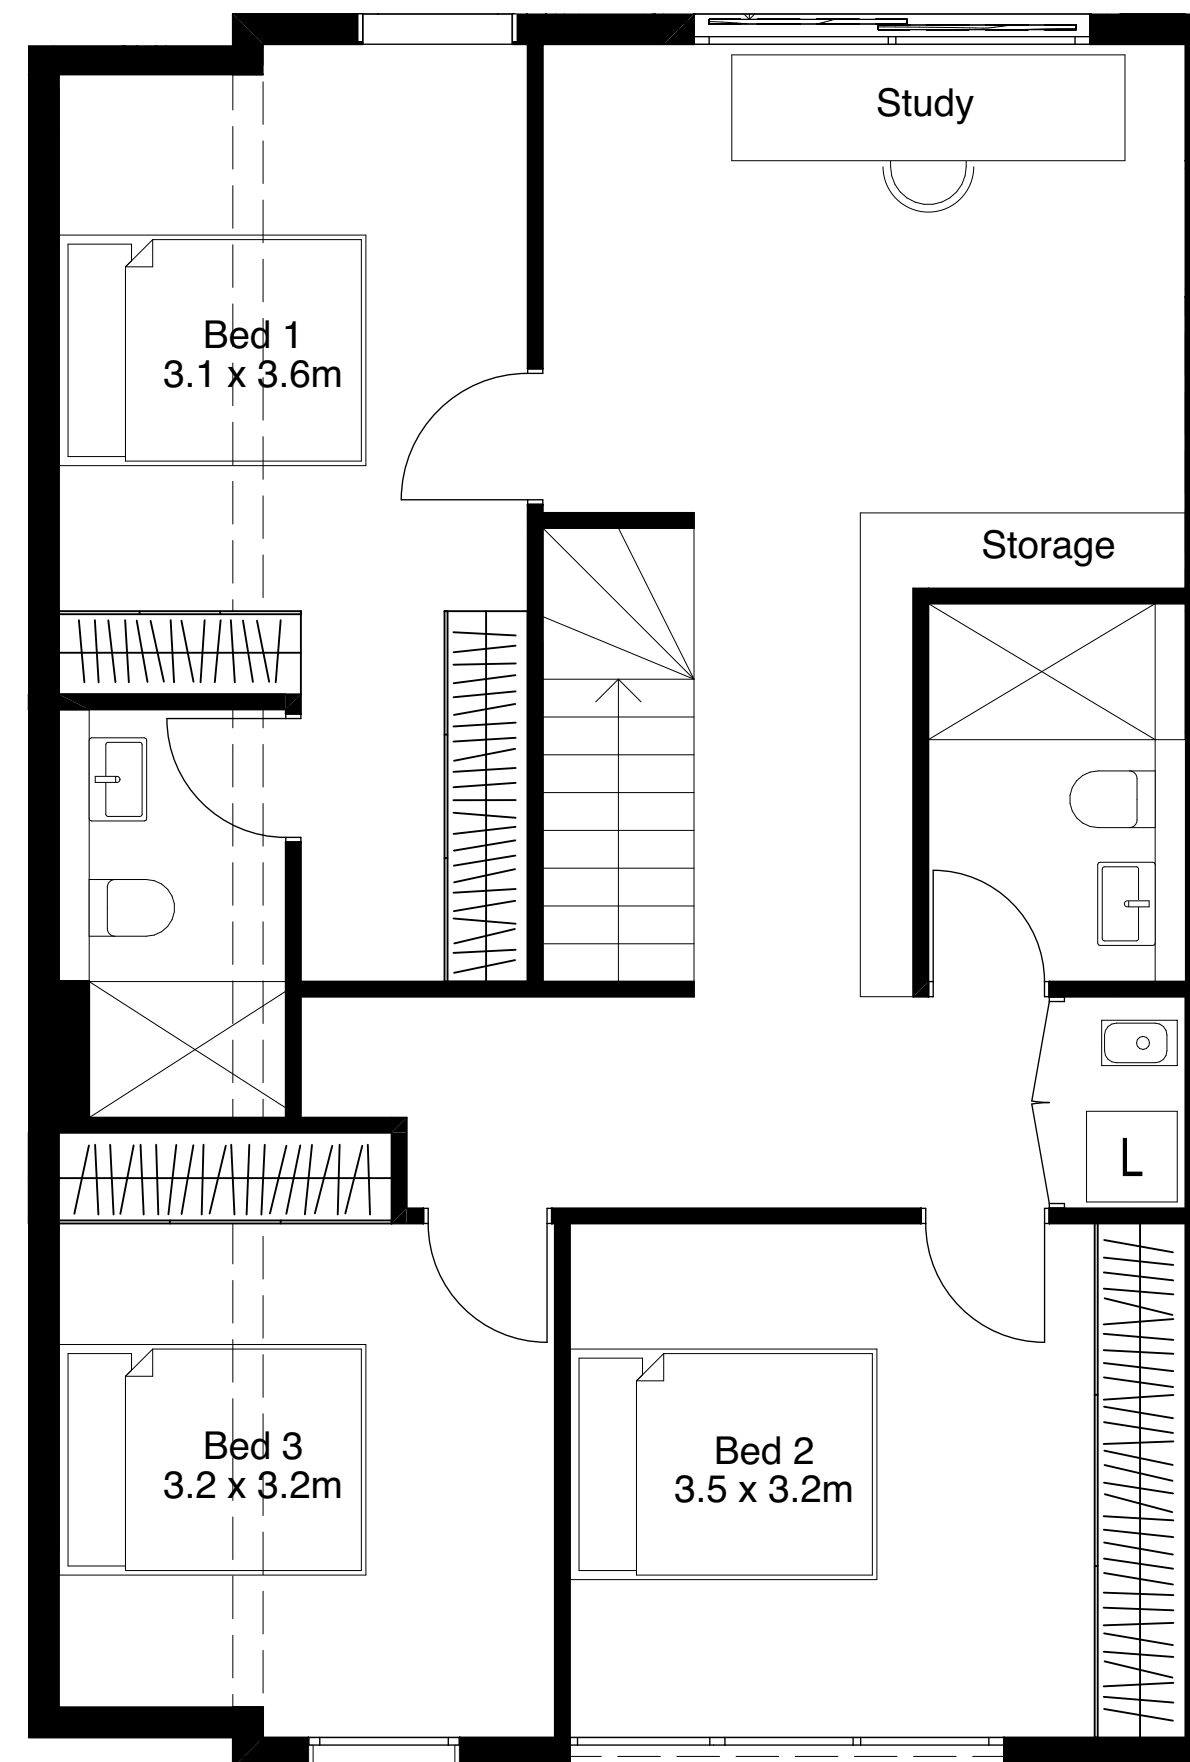 Study
Bed 1
3.1 x 3.6m
Storage
L
Bed 3
3.2 x 3.2m
Bed 2
3.5 x 3.2m